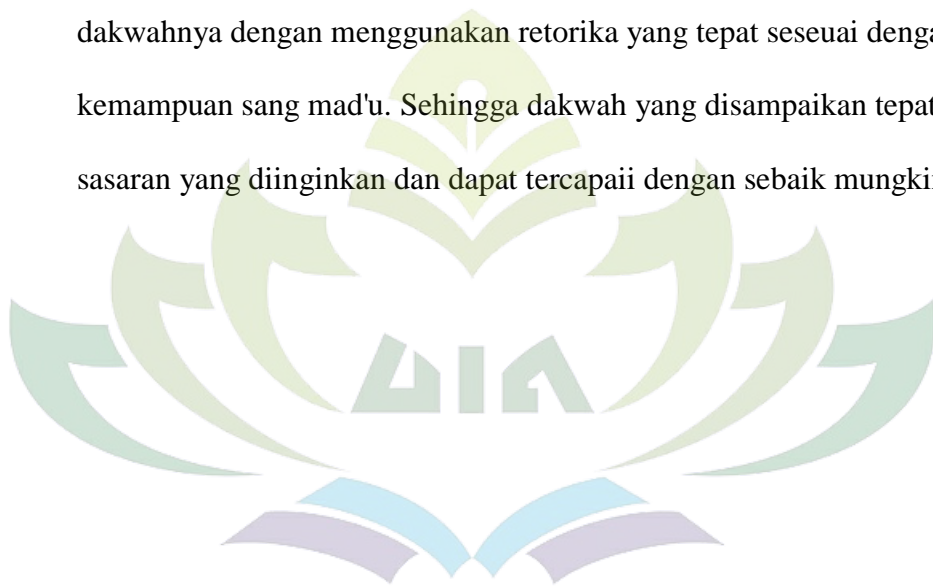 dakwahnya dengan menggunakan retorika yang tepat seseuai denga
kemampuan sang mad'u. Sehingga dakwah yang disampaikan tepat
sasaran yang diinginkan dan dapat tercapaii dengan sebaik mungki
UIN